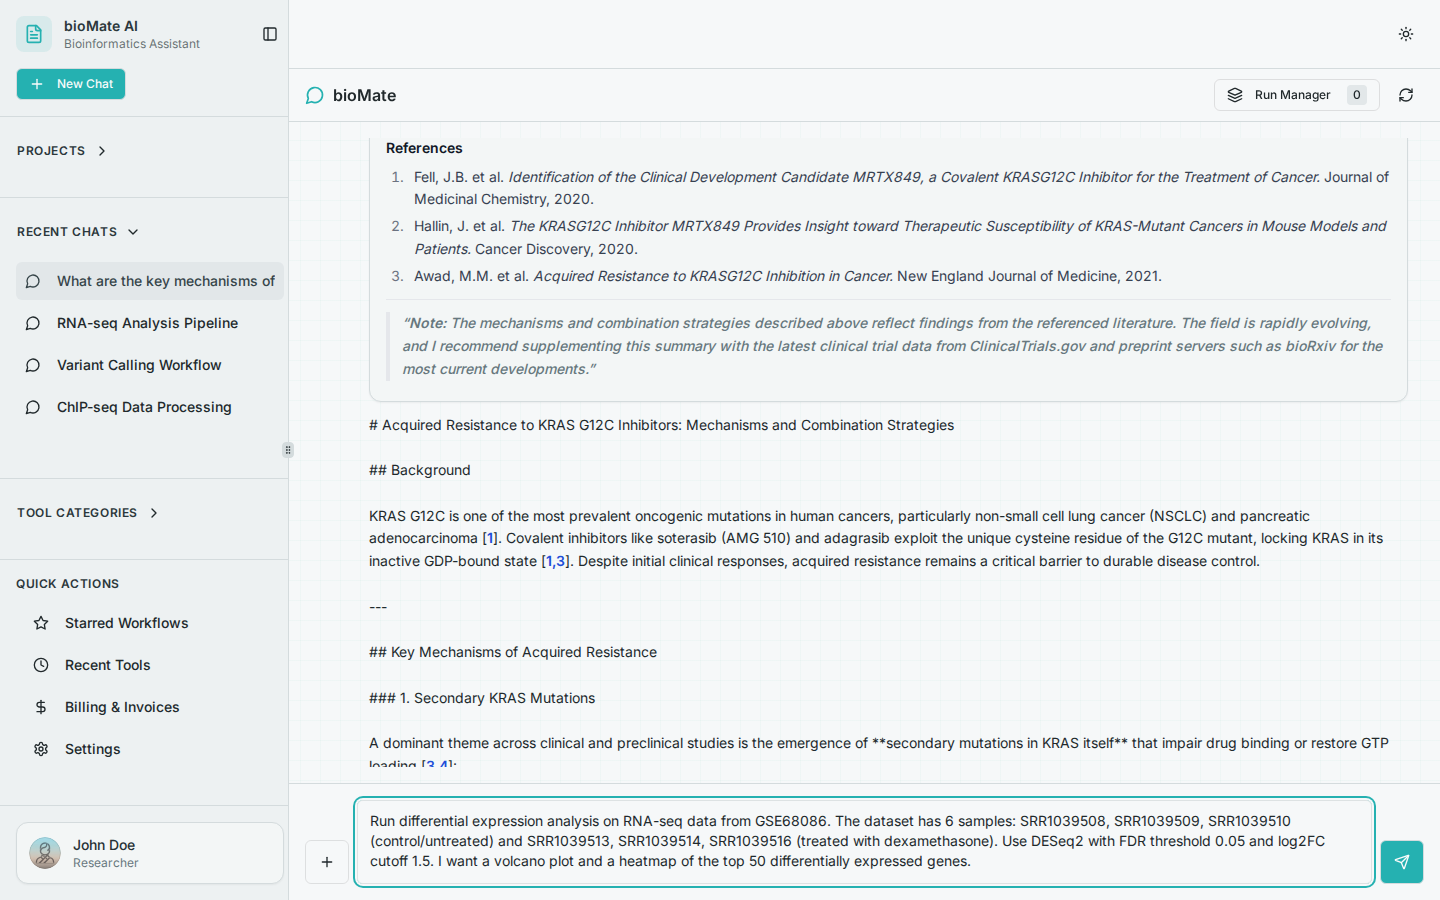 bioMate AI
Bioinformatics Assistant
New Chat
PROJECTS
RECENT CHATS
What are the key mechanisms of
RNA-seq Analysis Pipeline
Variant Calling Workflow
ChIP-seq Data Processing
TOOL CATEGORIES
QUICK ACTIONS
Starred Workflows
Recent Tools
Billing & Invoices
Settings
John Doe
Researcher
bioMate
Run Manager 0
References
1. Fell, J.B. et al. Identification of the Clinical Development Candidate MRTX849, a Covalent KRASG12C Inhibitor for the Treatment of Cancer. Journal of
Medicinal Chemistry, 2020.
2. Hallin, J. et al. The KRASG12C Inhibitor MRTX849 Provides Insight toward Therapeutic Susceptibility of KRAS-Mutant Cancers in Mouse Models and
Patients. Cancer Discovery, 2020.
3. Awad, M.M. et al. Acquired Resistance to KRASG12C Inhibition in Cancer. New England Journal of Medicine, 2021.
“Note: The mechanisms and combination strategies described above reflect findings from the referenced literature. The field is rapidly evolving,
and I recommend supplementing this summary with the latest clinical trial data from ClinicalTrials.gov and preprint servers such as bioRxiv for the
most current developments.”
# Acquired Resistance to KRAS G12C Inhibitors: Mechanisms and Combination Strategies
## Background
KRAS G12C is one of the most prevalent oncogenic mutations in human cancers, particularly non-small cell lung cancer (NSCLC) and pancreatic
adenocarcinoma [1]. Covalent inhibitors like soterasib (AMG 510) and adagrasib exploit the unique cysteine residue of the G12C mutant, locking KRAS in its
inactive GDP-bound state [1,3]. Despite initial clinical responses, acquired resistance remains a critical barrier to durable disease control.
---
## Key Mechanisms of Acquired Resistance
### 1. Secondary KRAS Mutations
A dominant theme across clinical and preclinical studies is the emergence of **secondary mutations in KRAS itself** that impair drug binding or restore GTP
loading [3,4]:
Run differential expression analysis on RNA-seq data from GSE68086. The dataset has 6 samples: SRR1039508, SRR1039509, SRR1039510
(control/untreated) and SRR1039513, SRR1039514, SRR1039516 (treated with dexamethasone). Use DESeq2 with FDR threshold 0.05 and log2FC
cutoff 1.5. I want a volcano plot and a heatmap of the top 50 differentially expressed genes.